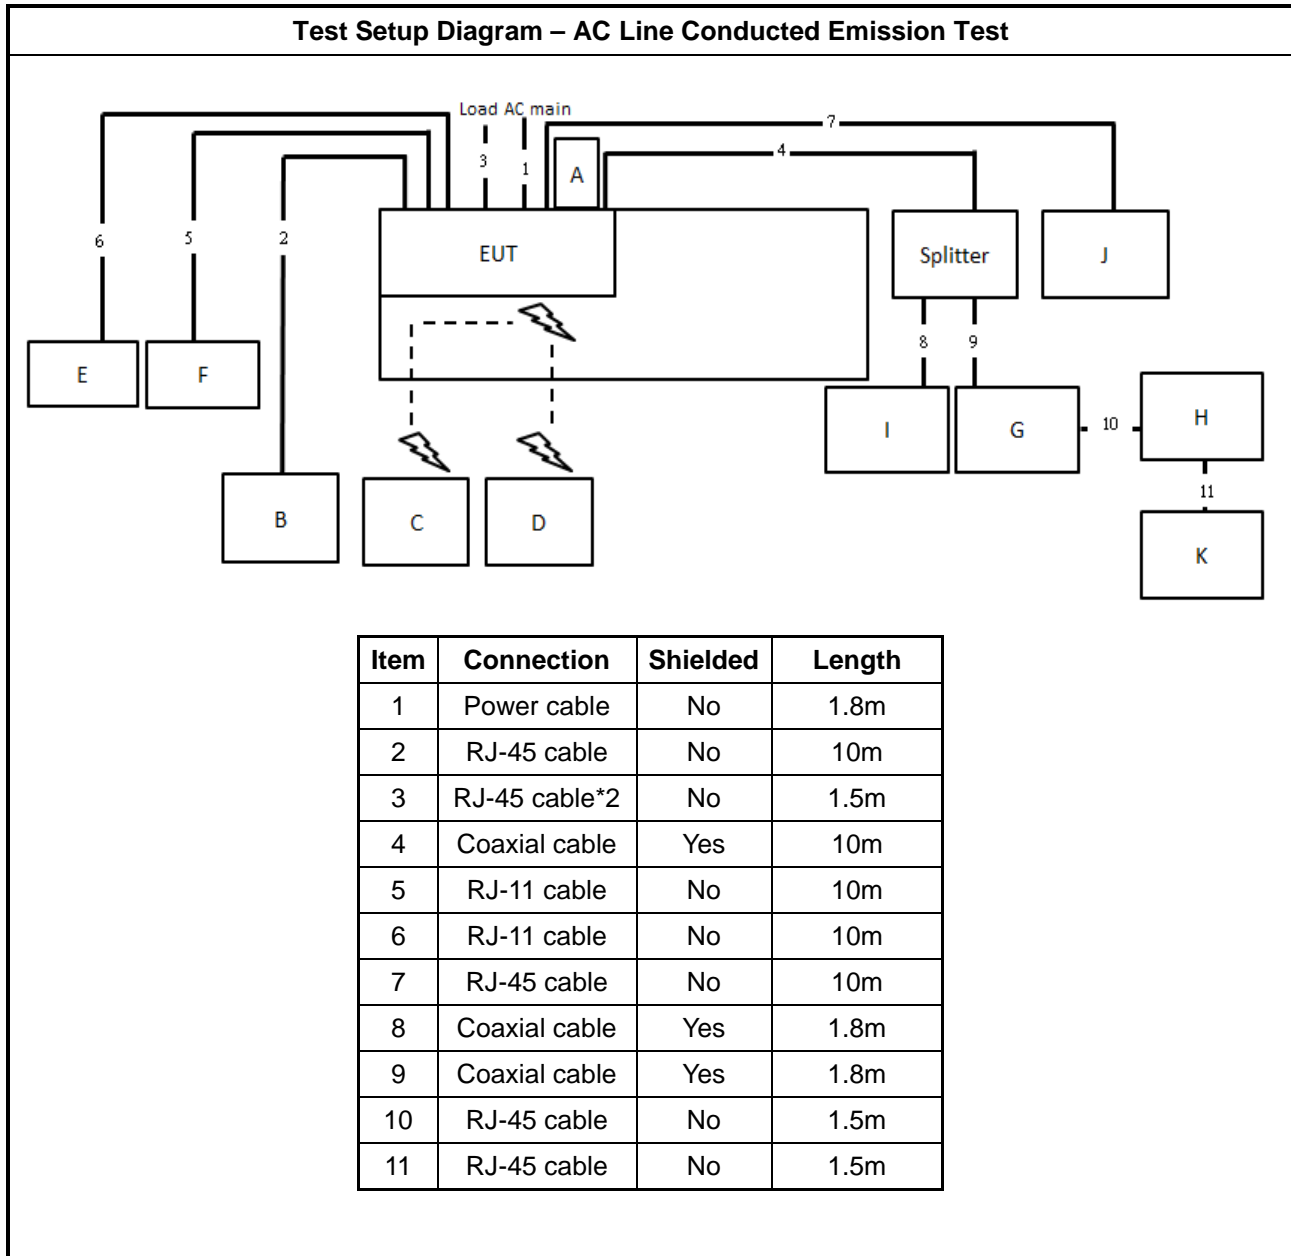 Test Setup Diagram – AC Line Conducted Emission Test
Load AC main
7
4
3
1
A
2
5
6
EUT
Splitter
J
8
9
E
F
I
G
10
H
11
B
C
D
K
Item Connection Shielded Length
1 Power cable No 1.8m
2 RJ-45 cable No 10m
3 RJ-45 cable*2 No 1.5m
4 Coaxial cable Yes 10m
5 RJ-11 cable No 10m
6 RJ-11 cable No 10m
7 RJ-45 cable No 10m
8 Coaxial cable Yes 1.8m
9 Coaxial cable Yes 1.8m
10 RJ-45 cable No 1.5m
11 RJ-45 cable No 1.5m